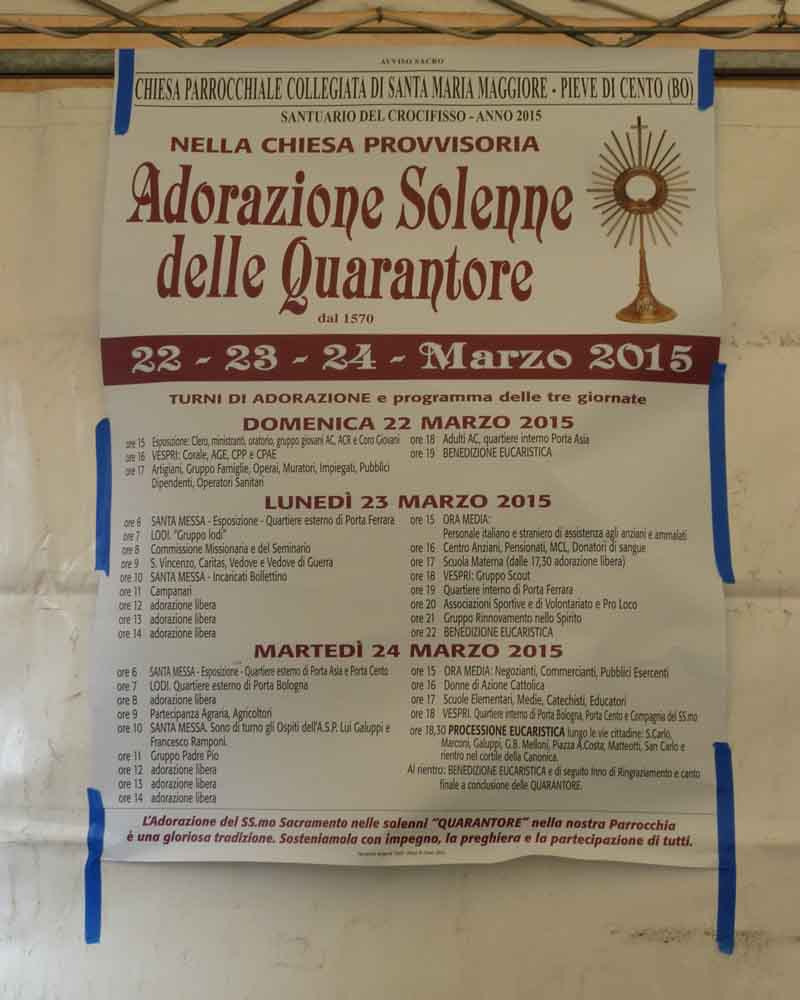 AVVISO SACRO
CHIESA PARROCCHIALE COLLEGIATA DI SANTA MARIA MAGGIORE - PIEVE DI CENTO (BO)
SANTUARIO DEL CROCIFISSO - ANNO 2015
NELLA CHIESA PROVVISORIA
Adorazione Solenne
delle Quarantore
dal 1570
22 - 23 - 24 - Marzo 2015
TURNI DI ADORAZIONE e programma delle tre giornate
DOMENICA 22 MARZO 2015
ore 15 Esposizione: Clero, ministranti, oratorio, gruppo giovani AC, ACR e Coro Giovani
ore 16 VESPRI: Corale, AGE, CPP e CPAE
ore 17 Artigiani, Gruppo Famiglie, Operai, Muratori, Impiegati, Pubblici
Dipendenti, Operatori Sanitari
ore 18 Adulti AC, quartiere interno Porta Asia
ore 19 BENEDIZIONE EUCARISTICA
LUNEDÌ 23 MARZO 2015
ore 6 SANTA MESSA - Esposizione - Quartiere esterno di Porta Ferrara
ore 7 LODI. "Gruppo lodi"
ore 8 Commissione Missionaria e del Seminario
ore 9 S. Vincenzo, Caritas, Vedove e Vedove di Guerra
ore 10 SANTA MESSA - Incaricati Bollettino
ore 11 Campanari
ore 12 adorazione libera
ore 13 adorazione libera
ore 14 adorazione libera
ore 15 ORA MEDIA:
Personale italiano e straniero di assistenza agli anziani e ammalati
ore 16 Centro Anziani, Pensionati, MCL, Donatori di sangue
ore 17 Scuola Materna (dalle 17,30 adorazione libera)
ore 18 VESPRI: Gruppo Scout
ore 19 Quartiere interno di Porta Ferrara
ore 20 Associazioni Sportive e di Volontariato e Pro Loco
ore 21 Gruppo Rinnovamento nello Spirito
ore 22 BENEDIZIONE EUCARISTICA
MARTEDÌ 24 MARZO 2015
ore 6 SANTA MESSA - Esposizione - Quartiere esterno di Porta Asia e Porta Cento
ore 7 LODI. Quartiere esterno di Porta Bologna
ore 8 adorazione libera
ore 9 Partecipanza Agraria, Agricoltori
ore 10 SANTA MESSA. Sono di turno gli Ospiti dell'A.S.P. Lui Galuppi e
Francesco Ramponi.
ore 11 Gruppo Padre Pio
ore 12 adorazione libera
ore 13 adorazione libera
ore 14 adorazione libera
ore 15 ORA MEDIA: Negozianti, Commercianti, Pubblici Esercenti
ore 16 Donne di Azione Cattolica
ore 17 Scuole Elementari, Medie, Catechisti, Educatori
ore 18 VESPRI. Quartiere interno di Porta Bologna, Porta Cento e Compagnia del SS.mo
ore 18,30 PROCESSIONE EUCARISTICA lungo le vie cittadine: S.Carlo,
Marconi, Galuppi, G.B. Melloni, Piazza A.Costa, Matteotti, San Carlo e
rientro nel cortile della Canonica.
Al rientro: BENEDIZIONE EUCARISTICA e di seguito Inno di Ringraziamento e canto
finale a conclusione delle QUARANTORE.
L'Adorazione del SS.mo Sacramento nelle solenni "QUARANTORE" nella nostra Parrocchia
è una gloriosa tradizione. Sosteniamola con impegno, la preghiera e la partecipazione di tutti.